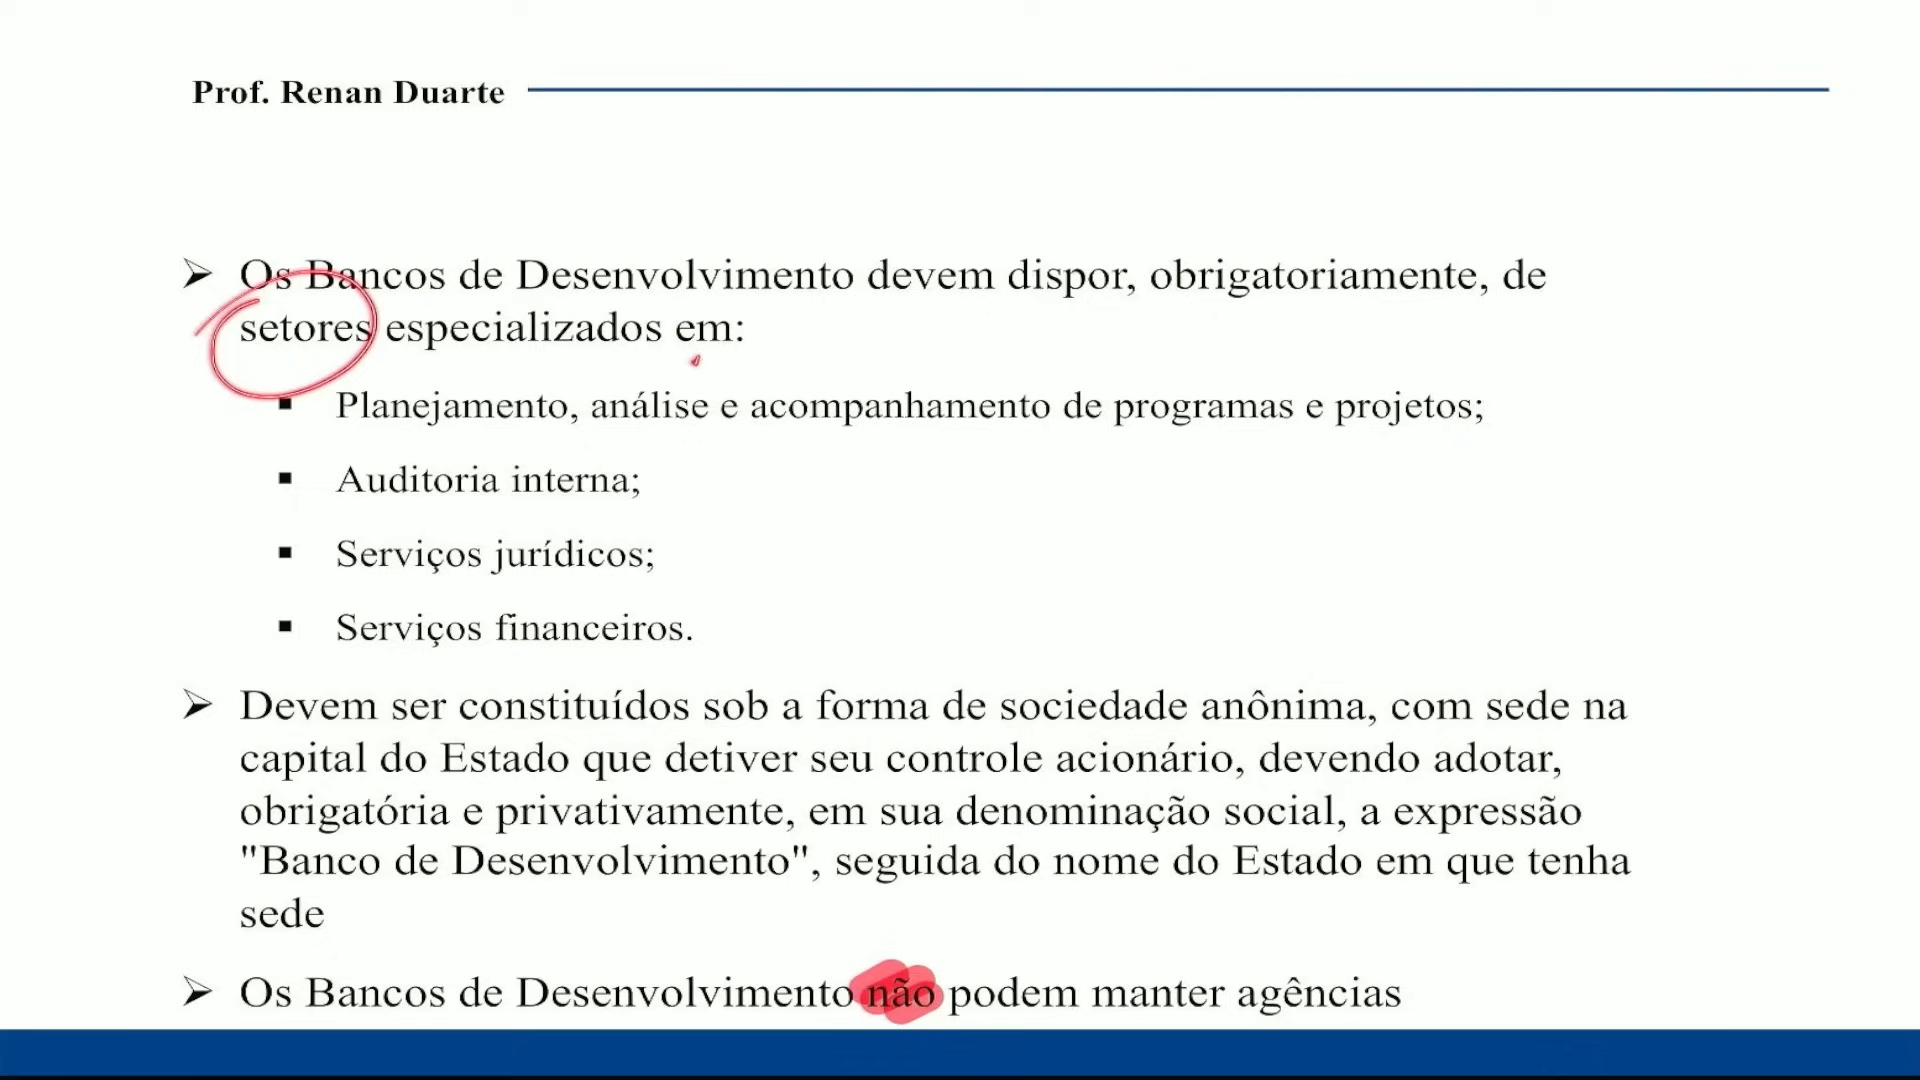 Prof. Renan Duarte
➢ Os Bancos de Desenvolvimento devem dispor, obrigatoriamente, de
setores especializados em:
▪ Planejamento, análise e acompanhamento de programas e projetos;
▪ Auditoria interna;
▪ Serviços jurídicos;
▪ Serviços financeiros.
➢ Devem ser constituídos sob a forma de sociedade anônima, com sede na
capital do Estado que detiver seu controle acionário, devendo adotar,
obrigatória e privativamente, em sua denominação social, a expressão
"Banco de Desenvolvimento", seguida do nome do Estado em que tenha
sede
➢ Os Bancos de Desenvolvimento não podem manter agências